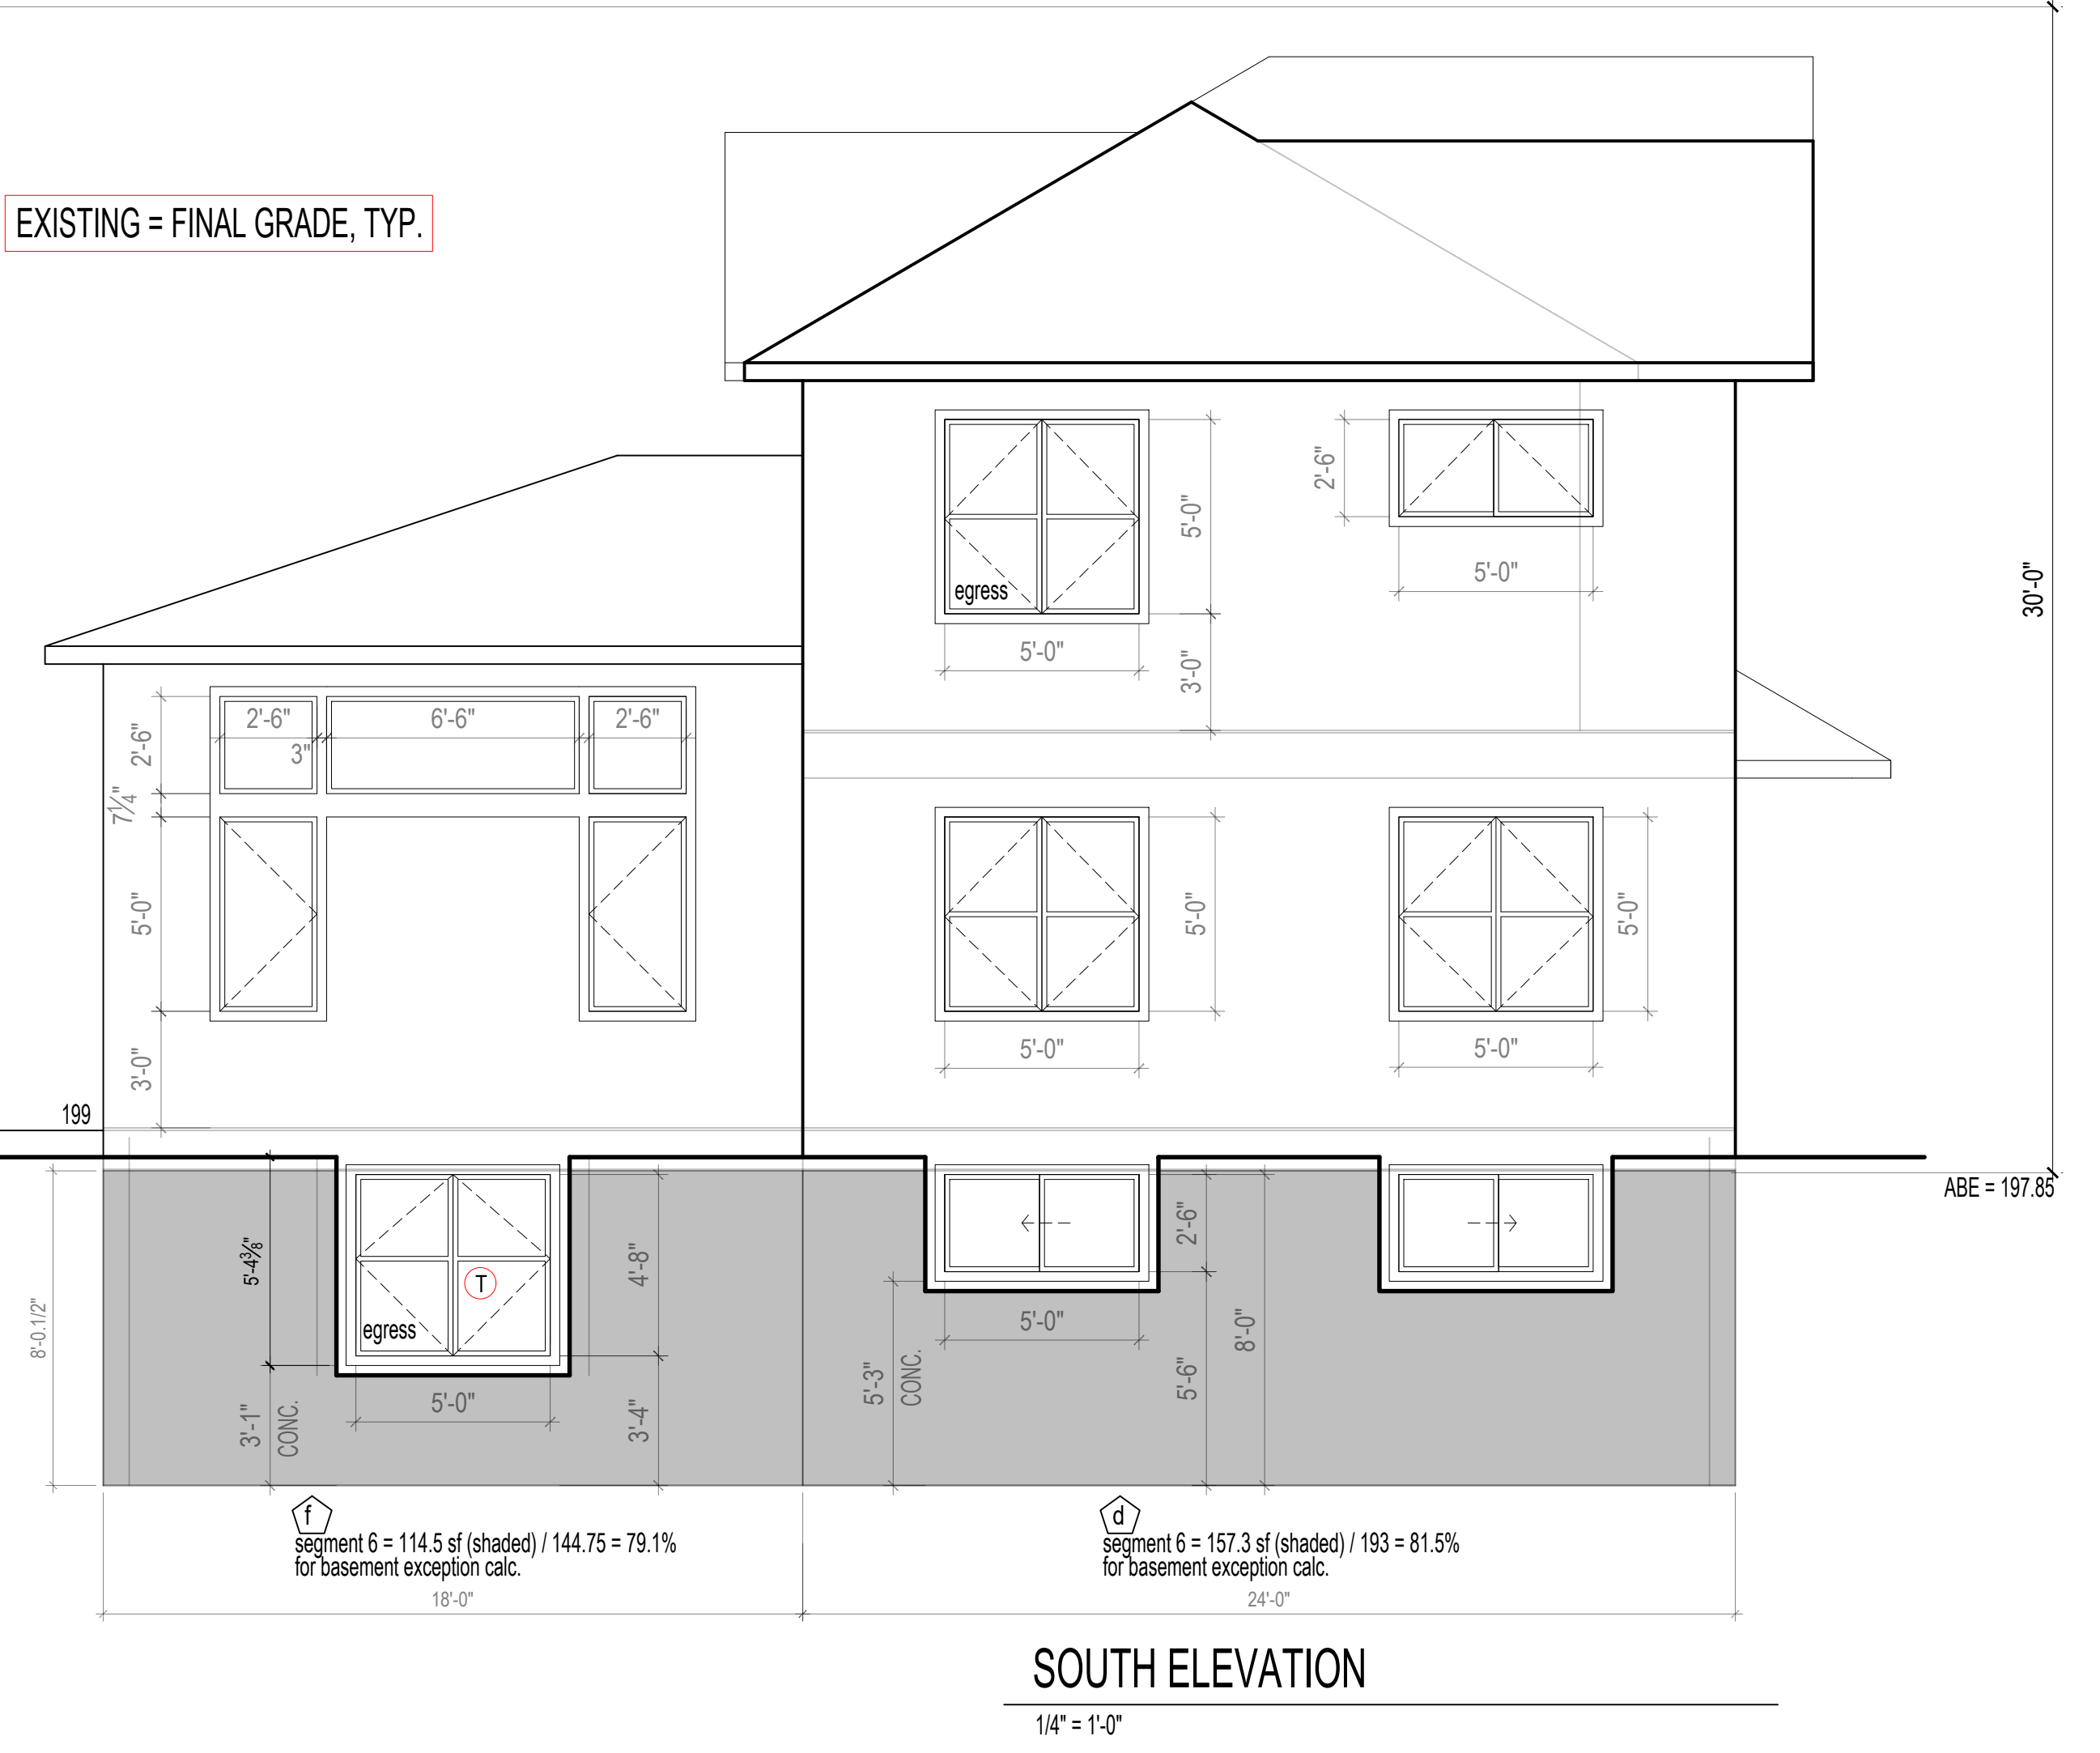 EXISTING = FINAL GRADE, TYP.
2'-6"
5'-0"
egress
5'-0"
5'-0"
3'-0"
30'-0"
2'-6"
6'-6"
2'-6"
3"
2'-6"
7 1/4"
5'-0"
3'-0"
5'-0"
5'-0"
5'-0"
5'-0"
199
ABE = 197.85
5'-4 3/8"
8'-0.1/2"
T
egress
4'-8"
5'-0"
3'-1"
CONC.
3'-4"
2'-6"
5'-0"
5'-3"
CONC.
5'-6"
8'-0"
f
segment 6 = 114.5 sf (shaded) / 144.75 = 79.1%
for basement exception calc.
d
segment 6 = 157.3 sf (shaded) / 193 = 81.5%
for basement exception calc.
18'-0"
24'-0"
SOUTH ELEVATION
1/4" = 1'-0"